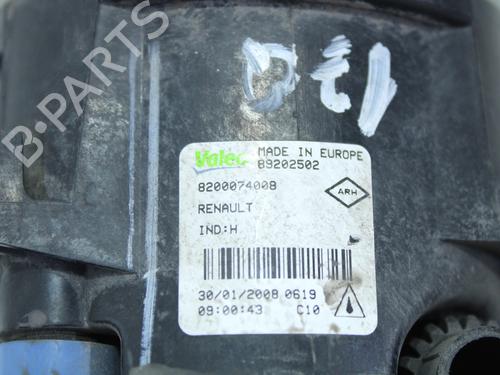 B-PARTS
Valeo MADE IN EUROPE
89202502
8200074008
ARH
RENAULT
IND:H
30/01/2008 0619
09:00:43 C10